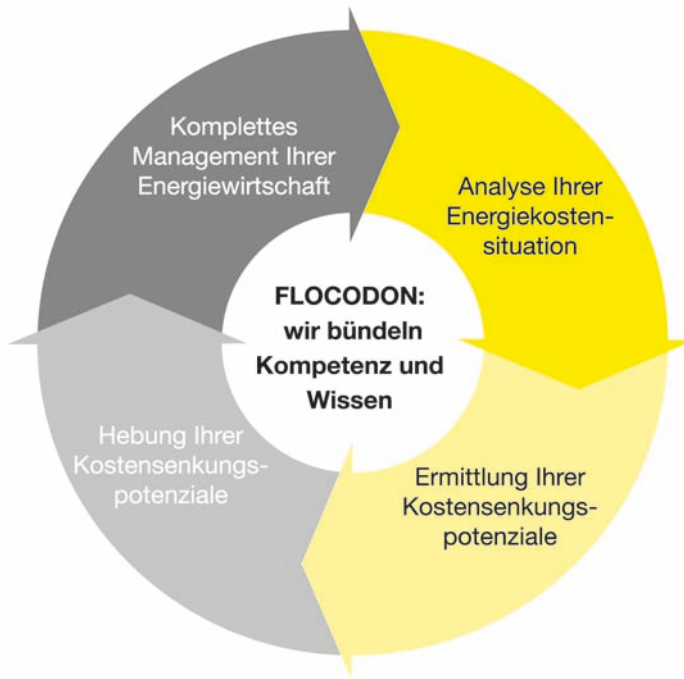 Komplettes
Management Ihrer
Energiewirtschaft
Analyse Ihrer
Energiekosten-
situation
FLOCODON:
wir bündeln
Kompetenz und
Wissen
Hebung Ihrer
Kostensenkungs-
potenziale
Ermittlung Ihrer
Kostensenkungs-
potenziale